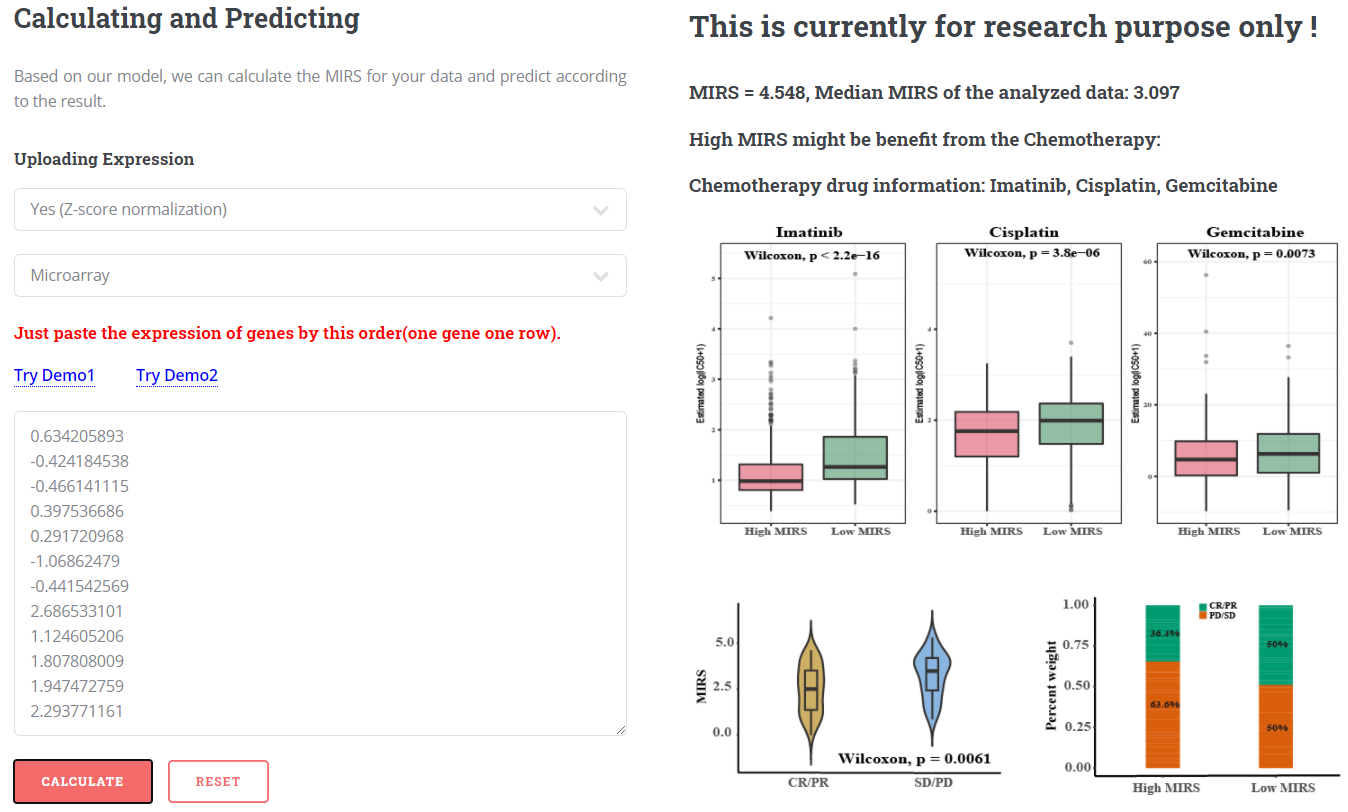 Calculating and Predicting
Based on our model, we can calculate the MIRS for your data and predict according
to the result.
Uploading Expression
Yes (Z-score normalization)
Microarray
Just paste the expression of genes by this order(one gene one row).
Try Demo1 Try Demo2
0.634205893
-0.424184538
-0.466141115
0.397536686
0.291720968
-1.06862479
-0.441542569
2.686533101
1.124605206
1.807808009
1.947472759
2.293771161
CALCULATE RESET
This is currently for research purpose only !
MIRS = 4.548, Median MIRS of the analyzed data: 3.097
High MIRS might be benefit from the Chemotherapy:
Chemotherapy drug information: Imatinib, Cisplatin, Gemcitabine
Imatinib
Wilcoxon, p < 2.2e−16
Estimated log(IC50+1)
5
4
3
2
1
High MIRS Low MIRS
Cisplatin
Wilcoxon, p = 3.8e−06
Estimated log(IC50+1)
4
2
0
High MIRS Low MIRS
Gemcitabine
Wilcoxon, p = 0.0073
Estimated log(IC50+1)
60
40
20
0
High MIRS Low MIRS
MIRS
5.0
2.5
0.0
Wilcoxon, p = 0.0061
CR/PR SD/PD
Percent weight
1.00
0.75
0.50
0.25
0.00
CR/PR
PD/SD
36.4%
63.6%
50%
50%
High MIRS Low MIRS